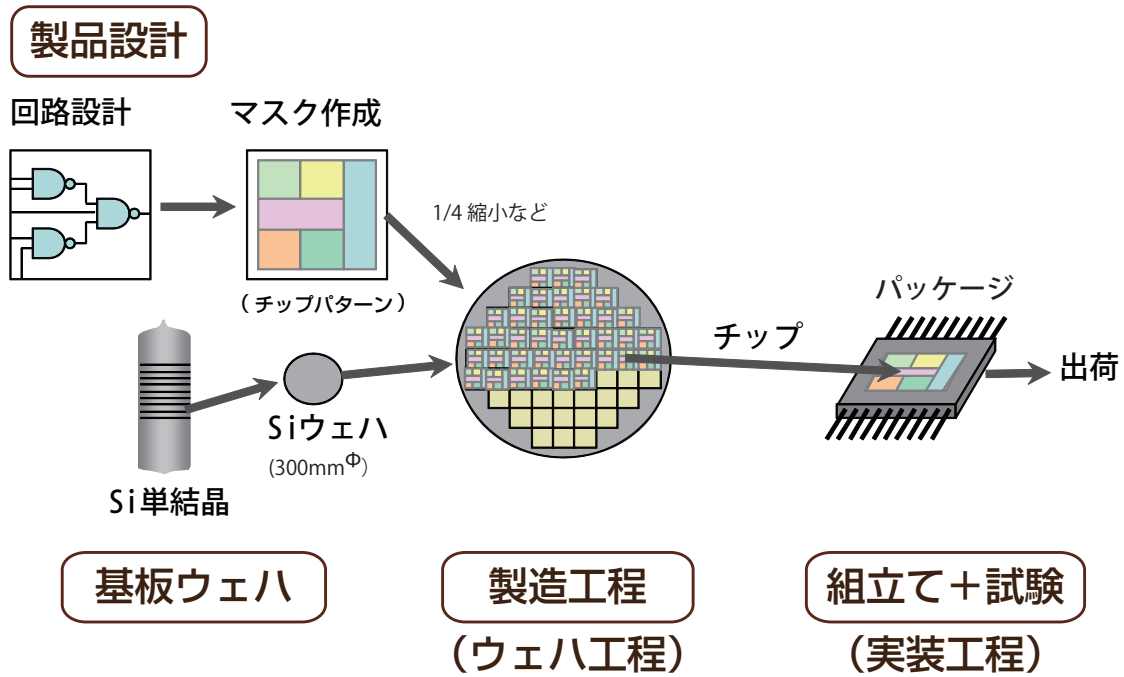 製品設計
回路設計
マスク作成
1/4 縮小など
(チップパターン)
パッケージ
チップ
出荷
Siウェハ
(300mmΦ)
Si単結晶
基板ウェハ
製造工程
(ウェハ工程)
組立て＋試験
(実装工程)